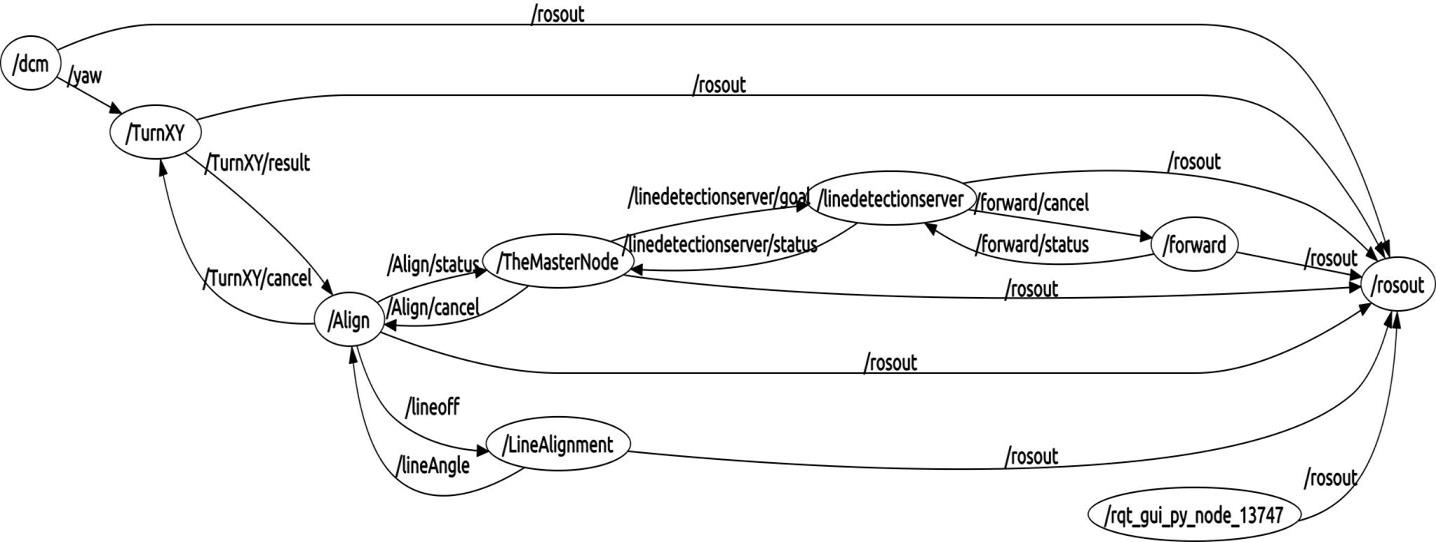 /rosout
/dcm
/yaw
/rosout
/TurnXY
/TurnXY/result
/rosout
/linedetectionserver/goal
/linedetectionserver
/forward/cancel
/linedetectionserver/status
/forward/status
/forward
/rosout
/Align/status
/TheMasterNode
/TurnXY/cancel
/rosout
/rosout
/Align/cancel
/Align
/rosout
/lineoff
/LineAlignment
/lineAngle
/rosout
/rosout
/rqt_gui_py_node_13747